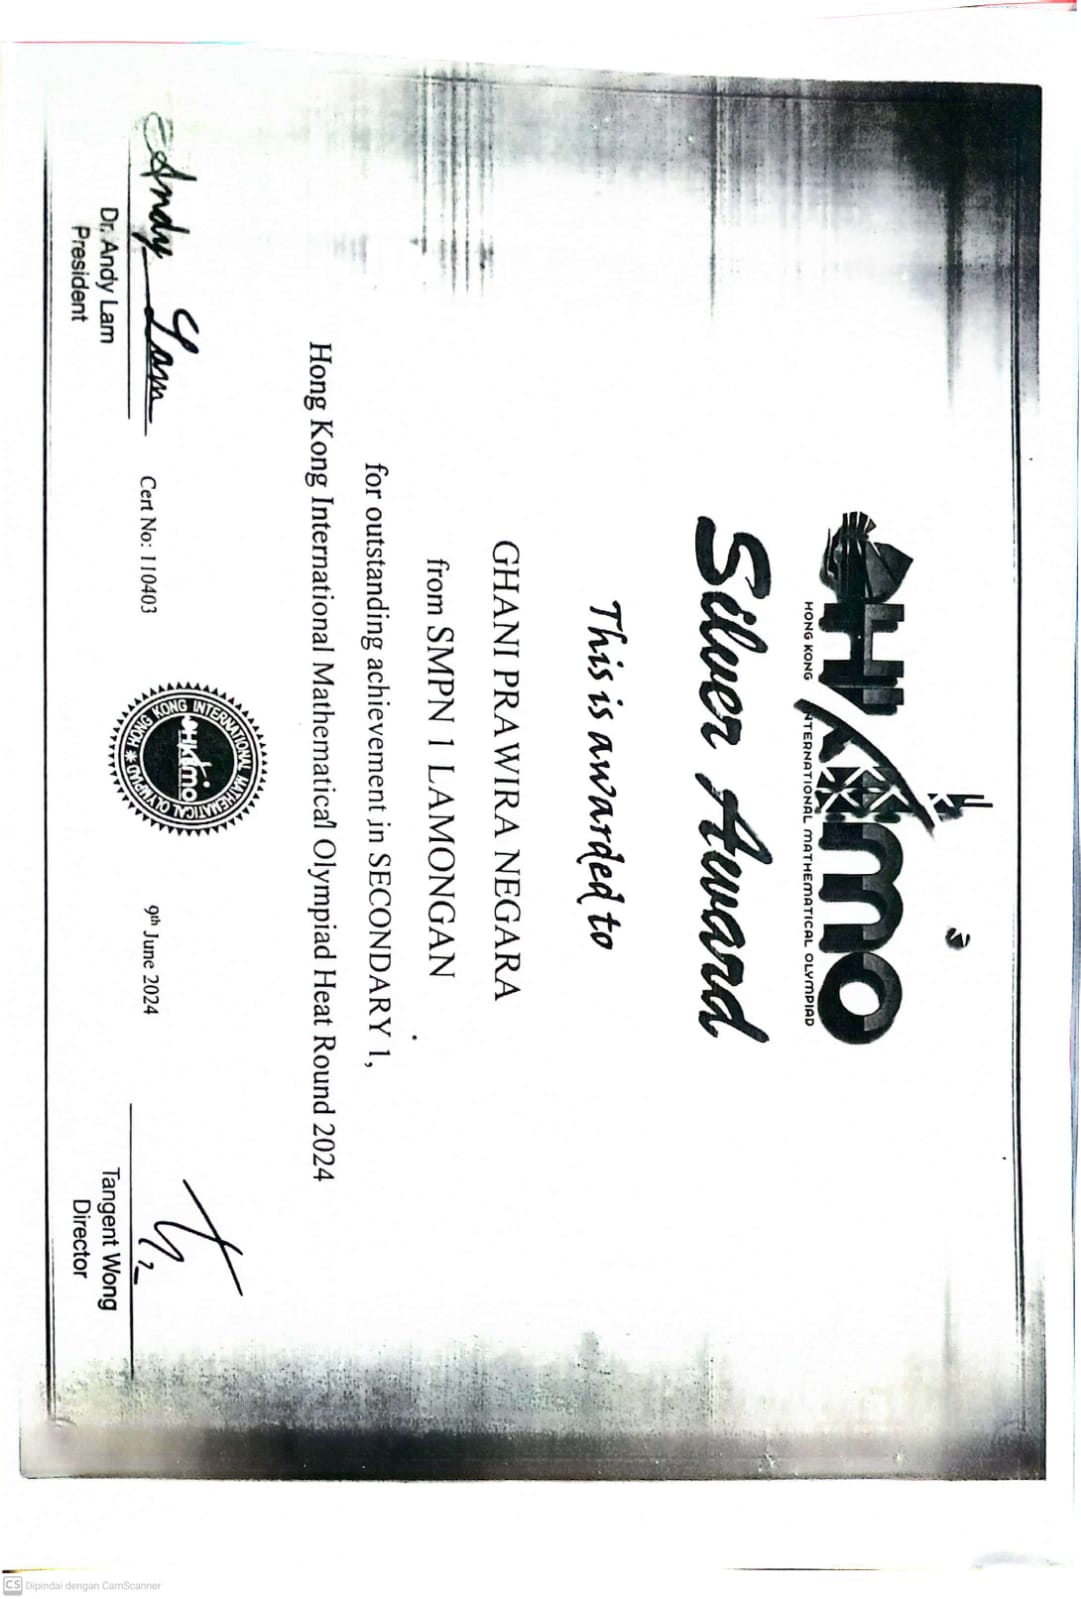 HKIMO
HONG KONG INTERNATIONAL MATHEMATICAL OLYMPIAD
Silver Award
This is awarded to
GHANI PRAWIRA NEGARA
from SMPN 1 LAMONGAN
for outstanding achievement in SECONDARY 1,
Hong Kong International Mathematical Olympiad Heat Round 2024
Andy Lam
Dr. Andy Lam
President
Cert No: 110403
HONG KONG INTERNATIONAL MATHEMATICAL OLYMPIAD
HKIMO
9th June 2024
Tangent Wong
Director
CS Dipindai dengan CamScanner